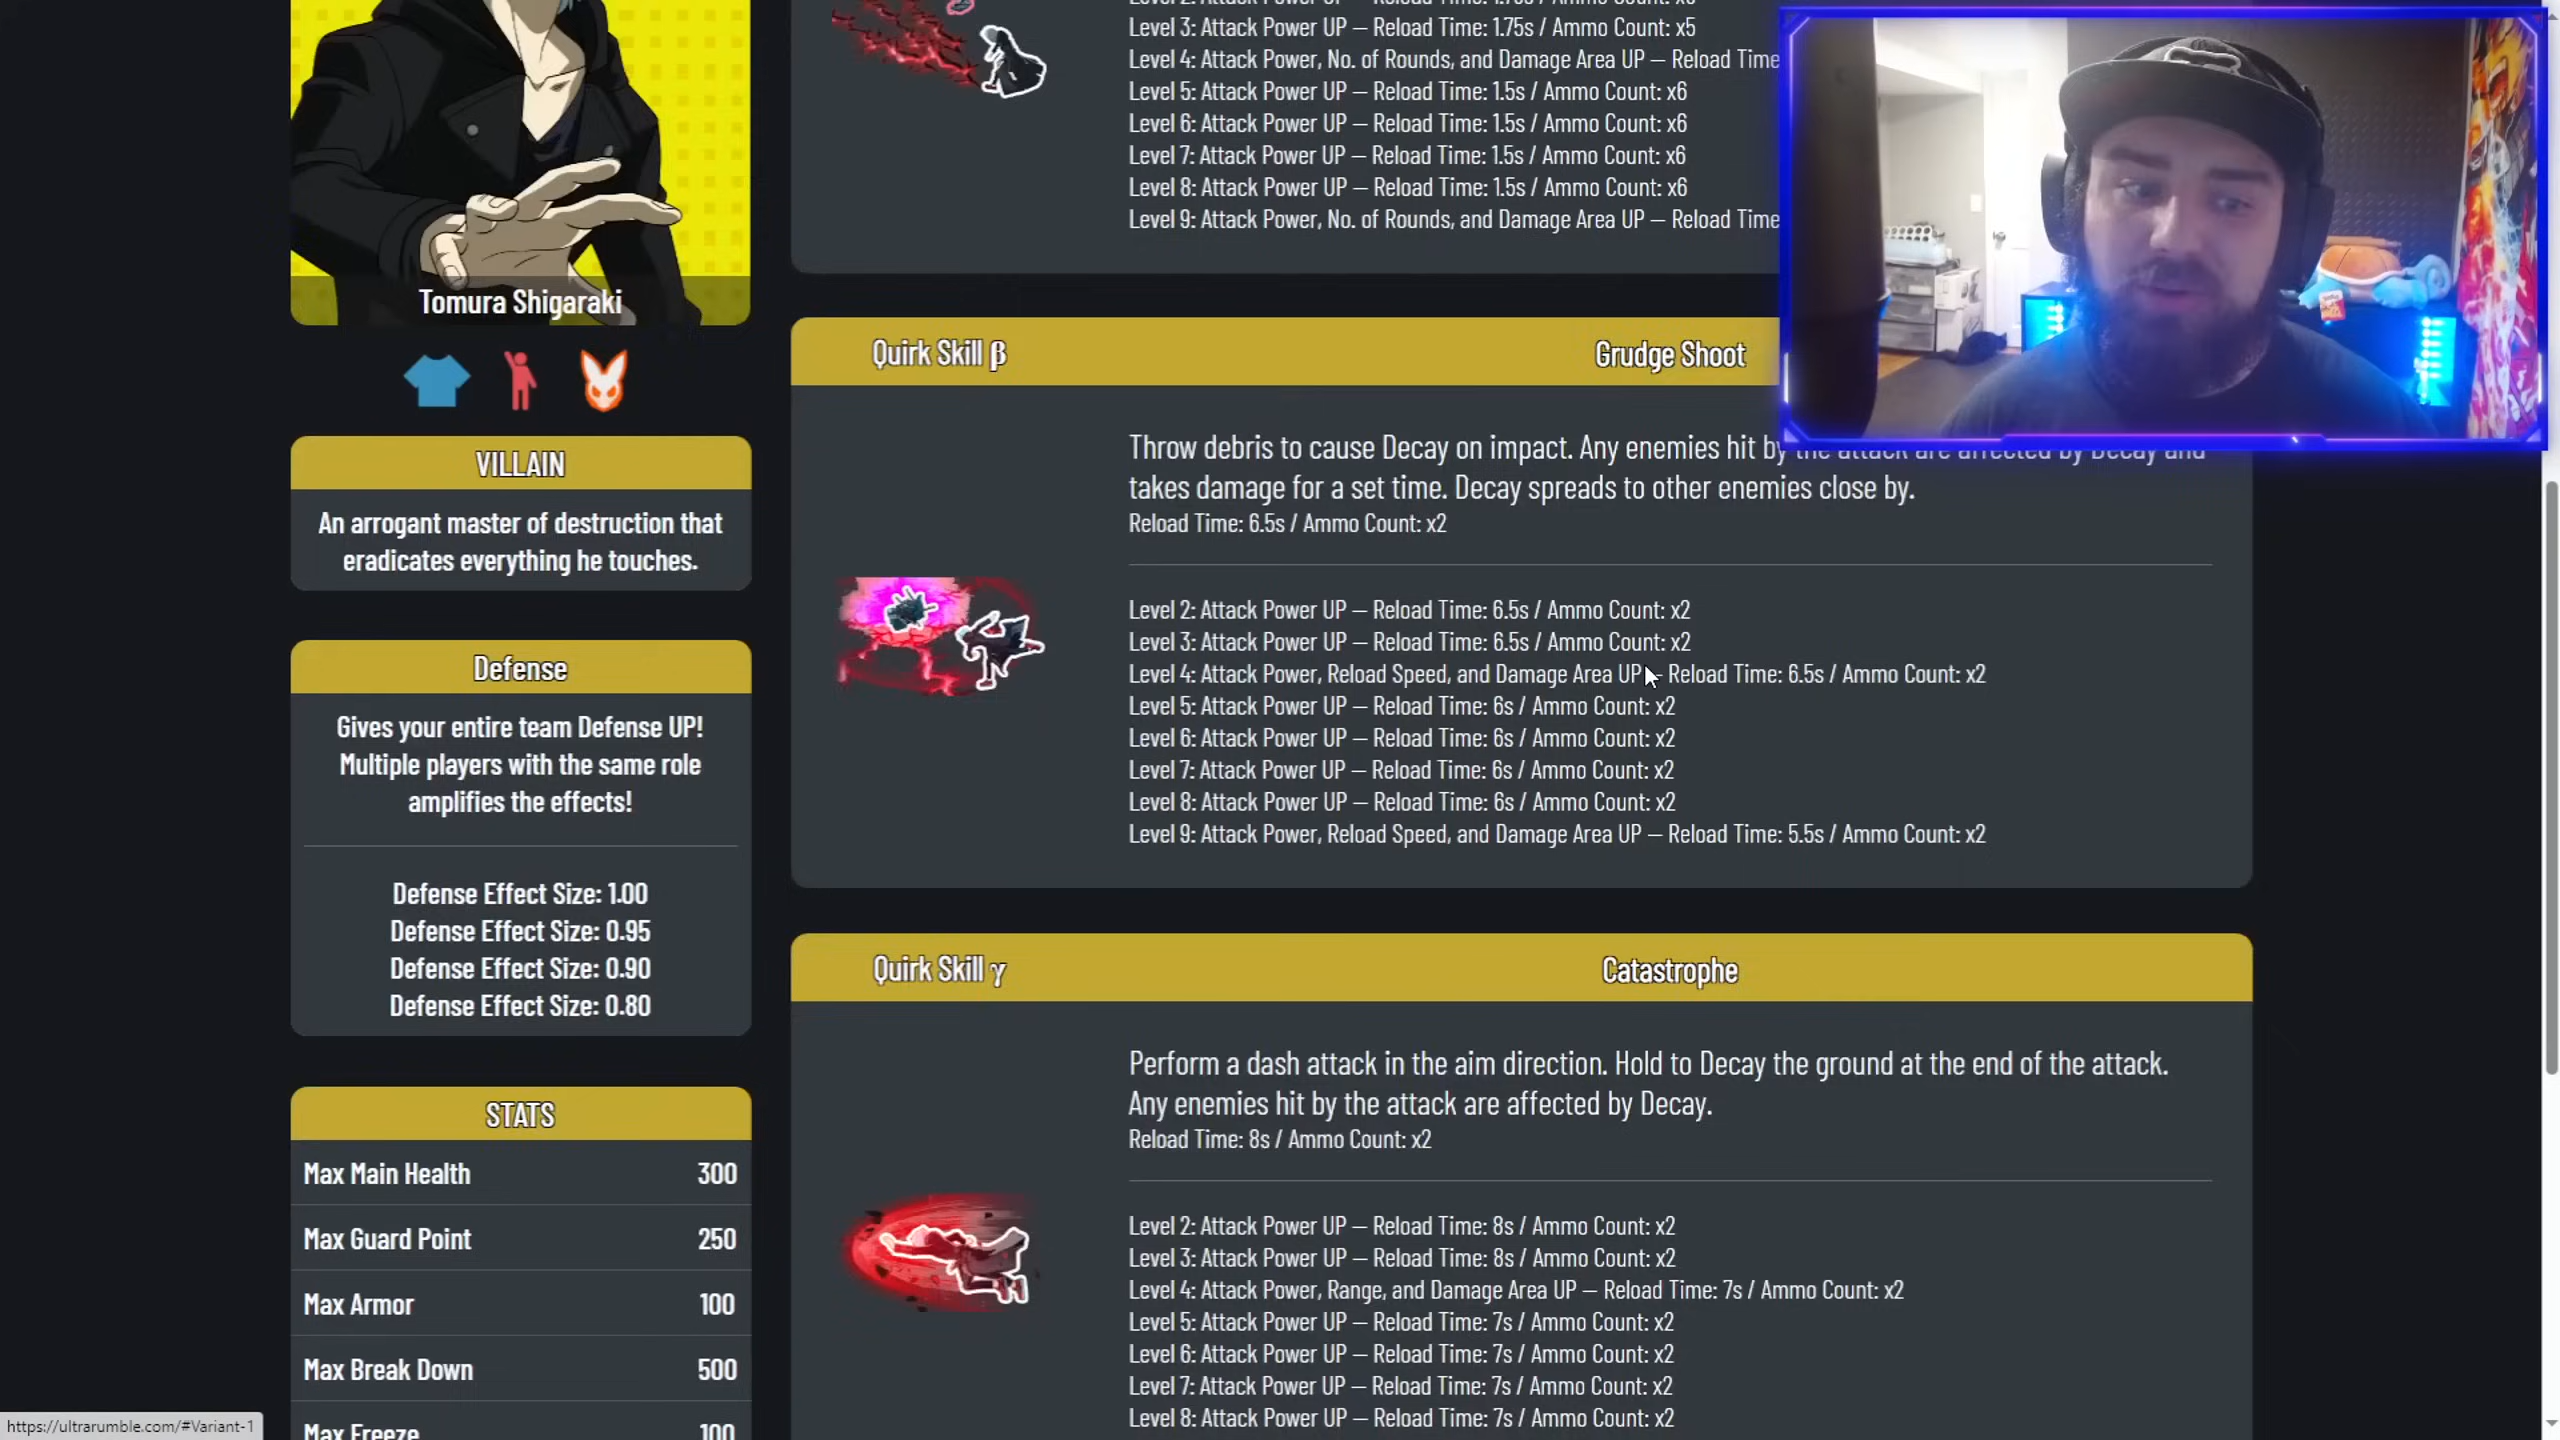 Level 3: Attack Power UP — Reload Time: 1.75s / Ammo Count: x5
Level 4: Attack Power, No. of Rounds, and Damage Area UP — Reload Time
Level 5: Attack Power UP — Reload Time: 1.5s / Ammo Count: x6
Level 6: Attack Power UP — Reload Time: 1.5s / Ammo Count: x6
Level 7: Attack Power UP — Reload Time: 1.5s / Ammo Count: x6
Level 8: Attack Power UP — Reload Time: 1.5s / Ammo Count: x6
Level 9: Attack Power, No. of Rounds, and Damage Area UP — Reload Time
Tomura Shigaraki
VILLAIN
An arrogant master of destruction that
eradicates everything he touches.
Defense
Gives your entire team Defense UP!
Multiple players with the same role
amplifies the effects!
Defense Effect Size: 1.00
Defense Effect Size: 0.95
Defense Effect Size: 0.90
Defense Effect Size: 0.80
STATS
Max Main Health 300
Max Guard Point 250
Max Armor 100
Max Break Down 500
Max Freeze 100
Quirk Skill β Grudge Shoot
Throw debris to cause Decay on impact. Any enemies hit by the attack are affected by Decay and
takes damage for a set time. Decay spreads to other enemies close by.
Reload Time: 6.5s / Ammo Count: x2
Level 2: Attack Power UP — Reload Time: 6.5s / Ammo Count: x2
Level 3: Attack Power UP — Reload Time: 6.5s / Ammo Count: x2
Level 4: Attack Power, Reload Speed, and Damage Area UP — Reload Time: 6.5s / Ammo Count: x2
Level 5: Attack Power UP — Reload Time: 6s / Ammo Count: x2
Level 6: Attack Power UP — Reload Time: 6s / Ammo Count: x2
Level 7: Attack Power UP — Reload Time: 6s / Ammo Count: x2
Level 8: Attack Power UP — Reload Time: 6s / Ammo Count: x2
Level 9: Attack Power, Reload Speed, and Damage Area UP — Reload Time: 5.5s / Ammo Count: x2
Quirk Skill γ Catastrophe
Perform a dash attack in the aim direction. Hold to Decay the ground at the end of the attack.
Any enemies hit by the attack are affected by Decay.
Reload Time: 8s / Ammo Count: x2
Level 2: Attack Power UP — Reload Time: 8s / Ammo Count: x2
Level 3: Attack Power UP — Reload Time: 8s / Ammo Count: x2
Level 4: Attack Power, Range, and Damage Area UP — Reload Time: 7s / Ammo Count: x2
Level 5: Attack Power UP — Reload Time: 7s / Ammo Count: x2
Level 6: Attack Power UP — Reload Time: 7s / Ammo Count: x2
Level 7: Attack Power UP — Reload Time: 7s / Ammo Count: x2
Level 8: Attack Power UP — Reload Time: 7s / Ammo Count: x2
https://ultrarumble.com/#Variant-1